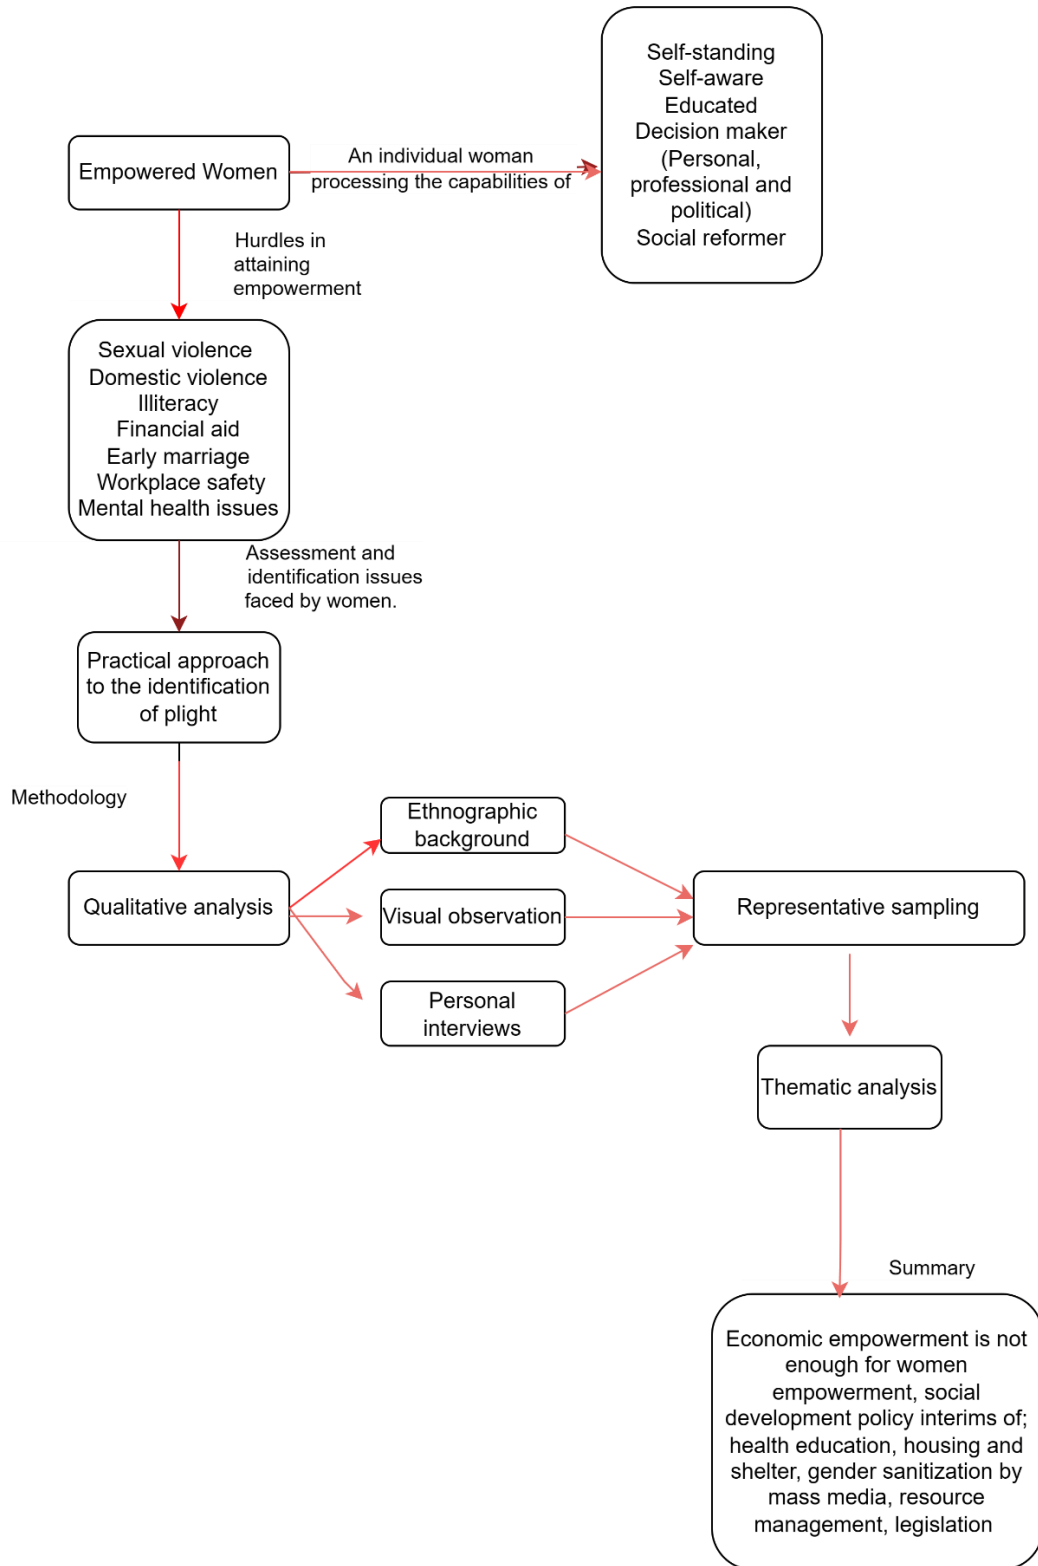 Self-standing
Self-aware
Educated
Decision maker
(Personal,
professional and
political)
Social reformer
Empowered Women
An individual woman
processing the capabilities of
Hurdles in
attaining
empowerment
Sexual violence
Domestic violence
Illiteracy
Financial aid
Early marriage
Workplace safety
Mental health issues
Assessment and
identification issues
faced by women.
Practical approach
to the identification
of plight
Methodology
Qualitative analysis
Ethnographic
background
Visual observation
Personal
interviews
Representative sampling
Thematic analysis
Summary
Economic empowerment is not
enough for women
empowerment, social
development policy interims of;
health education, housing and
shelter, gender sanitization by
mass media, resource
management, legislation